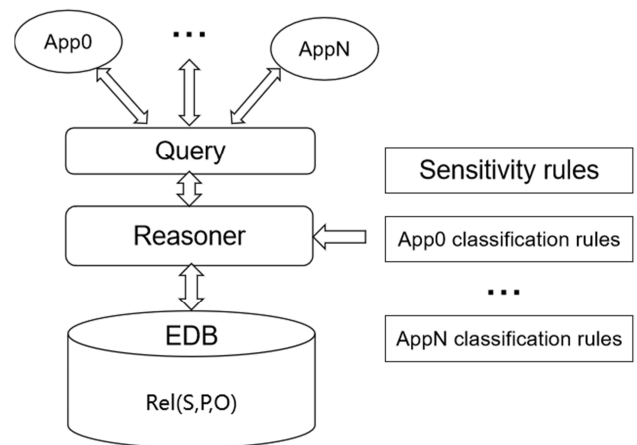 App0
...
AppN
Query
Sensitivity rules
Reasoner
App0 classification rules
...
EDB
AppN classification rules
Rel(S,P,O)